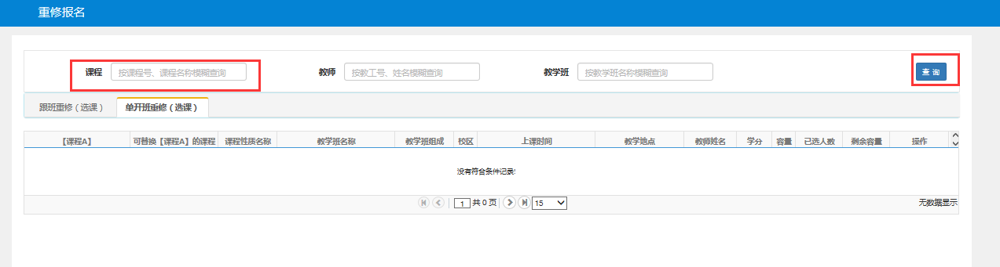 重修报名
课程 按课程号、课程名称模糊查询 教师 按教工号、姓名模糊查询 教学班 按教学班名称模糊查询 查 询
跟班重修（选课） 单开班重修（选课）
【课程A】 可替换【课程A】的课程 课程性质名称 教学班名称 教学班组成 校区 上课时间 教学地点 教师姓名 学分 容量 已选人数 剩余容量 操作
没有符合条件记录!
1 共 0 页 15 无数据显示